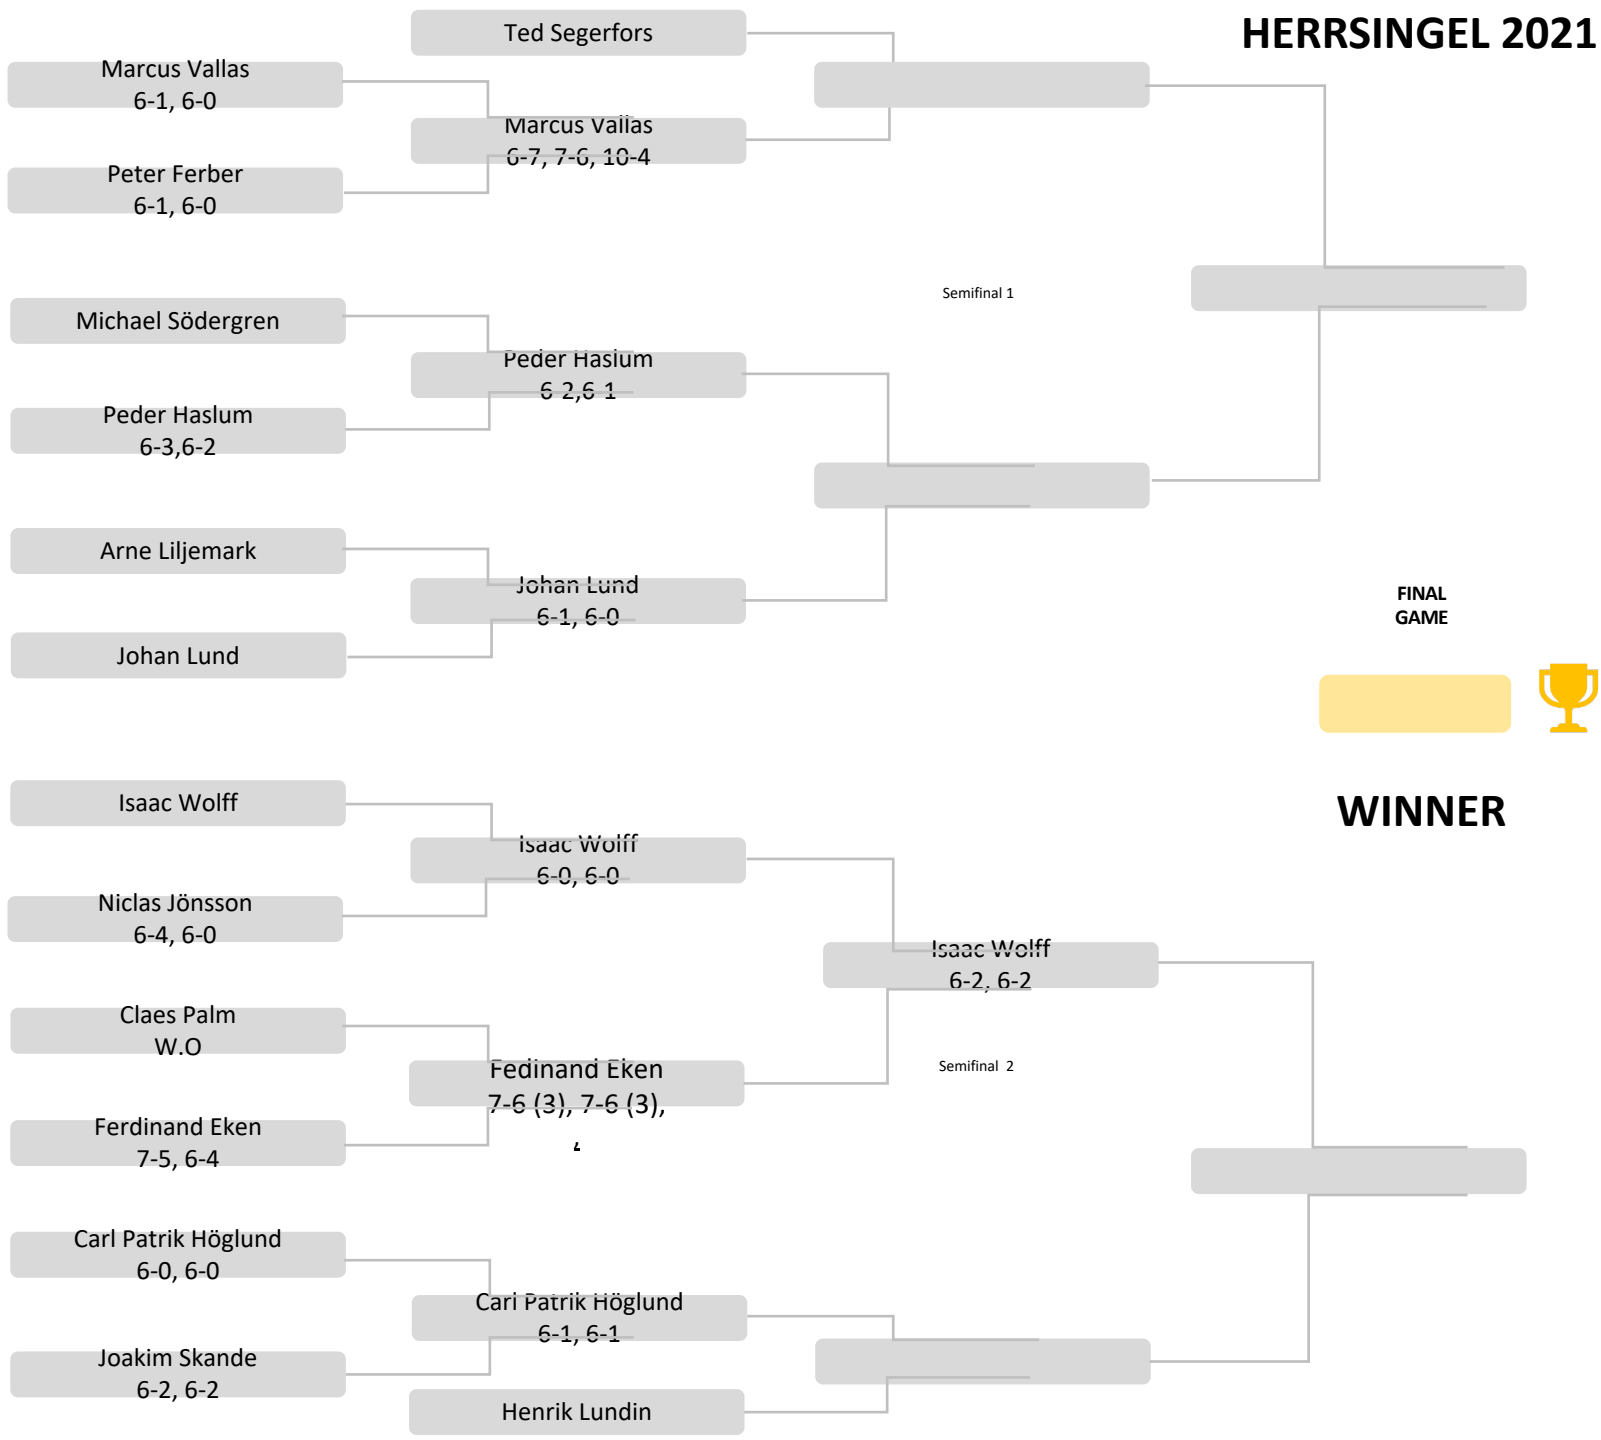 HERRSINGEL 2021
Ted Segerfors
Marcus Vallas
6-1, 6-0
Marcus Vallas
6-7, 7-6, 10-4
Peter Ferber
6-1, 6-0
Semifinal 1
Michael Södergren
Peder Haslum
6-2,6-1
Peder Haslum
6-3,6-2
Arne Liljemark
Johan Lund
6-1, 6-0
Johan Lund
FINAL
GAME
Isaac Wolff
WINNER
Isaac Wolff
6-0, 6-0
Niclas Jönsson
6-4, 6-0
Isaac Wolff
6-2, 6-2
Claes Palm
W.O
Semifinal 2
Fedinand Eken
7-6 (3), 7-6 (3),
Ferdinand Eken
7-5, 6-4
Carl Patrik Höglund
6-0, 6-0
Carl Patrik Höglund
6-1, 6-1
Joakim Skande
6-2, 6-2
Henrik Lundin